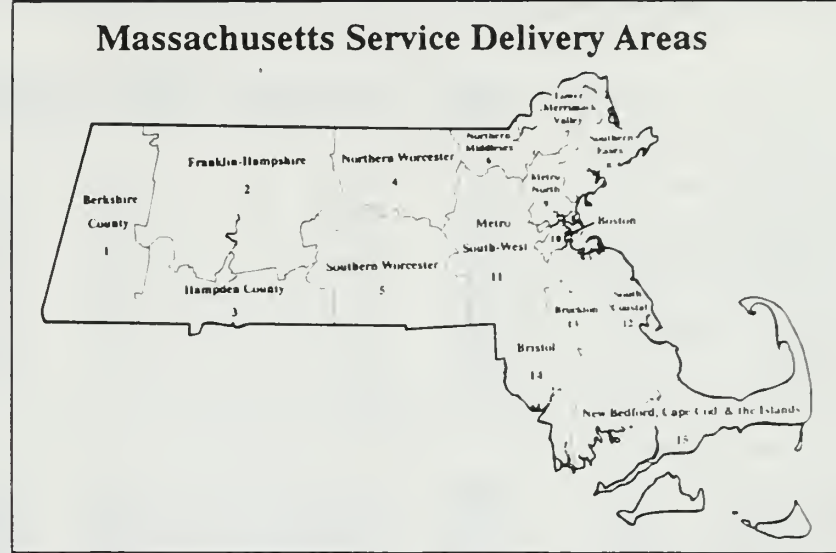 Massachusetts Service Delivery Areas
Lower
Merrimack
Valley
7
Northern
Middlesex
6
Southern
Essex
8
Franklin-Hampshire
2
Northern Worcester
4
Metro
North
9
Berkshire
County
1
Boston
10
Metro
South-West
11
Southern Worcester
5
Hampden County
3
South
Coastal
12
Brockton
13
Bristol
14
New Bedford, Cape Cod & the Islands
15